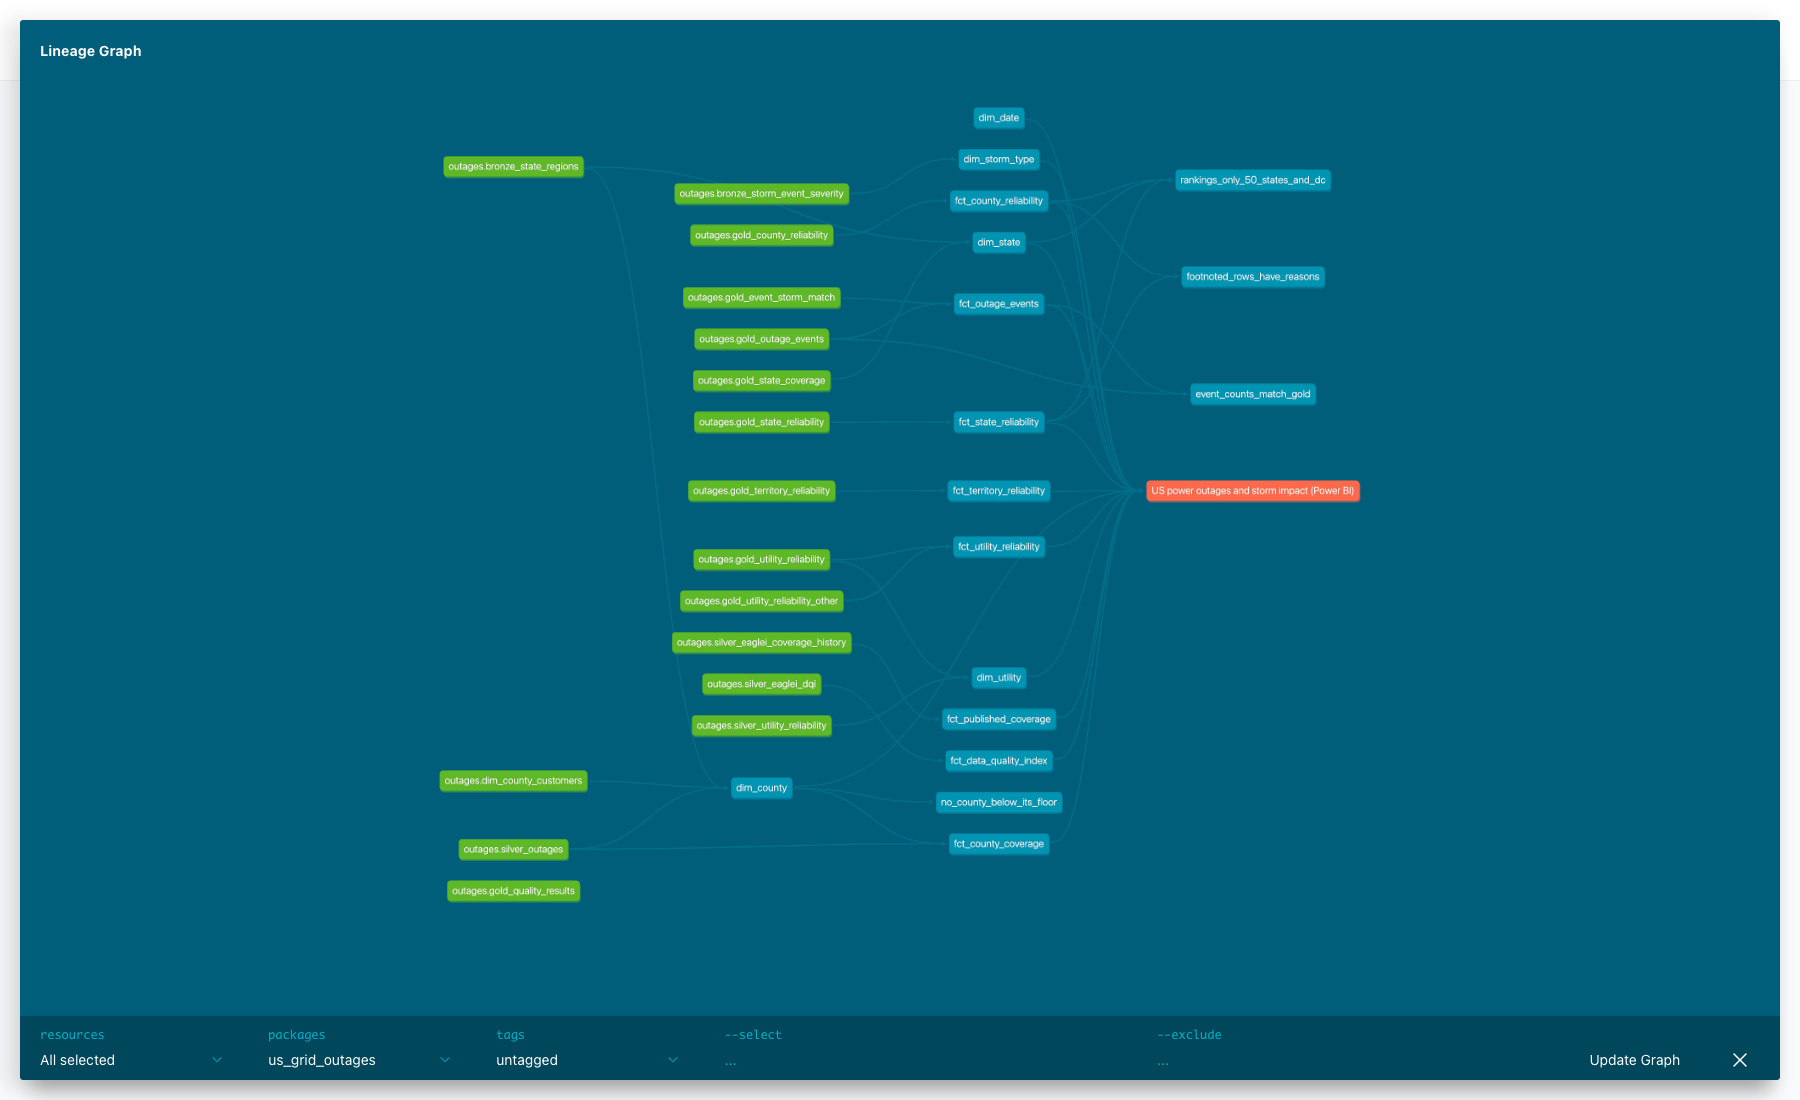 Lineage Graph
dim_date
dim_storm_type
outages.bronze_state_regions
rankings_only_50_states_and_dc
outages.bronze_storm_event_severity
fct_county_reliability
outages.gold_county_reliability
dim_state
footnoted_rows_have_reasons
outages.gold_event_storm_match
fct_outage_events
outages.gold_outage_events
outages.gold_state_coverage
event_counts_match_gold
outages.gold_state_reliability
fct_state_reliability
outages.gold_territory_reliability
fct_territory_reliability
US power outages and storm impact (Power BI)
fct_utility_reliability
outages.gold_utility_reliability
outages.gold_utility_reliability_other
outages.silver_eaglei_coverage_history
dim_utility
outages.silver_eaglei_dqi
fct_published_coverage
outages.silver_utility_reliability
fct_data_quality_index
outages.dim_county_customers
dim_county
no_county_below_its_floor
fct_county_coverage
outages.silver_outages
outages.gold_quality_results
resources
All selected
packages
us_grid_outages
tags
untagged
--select
...
--exclude
...
Update Graph